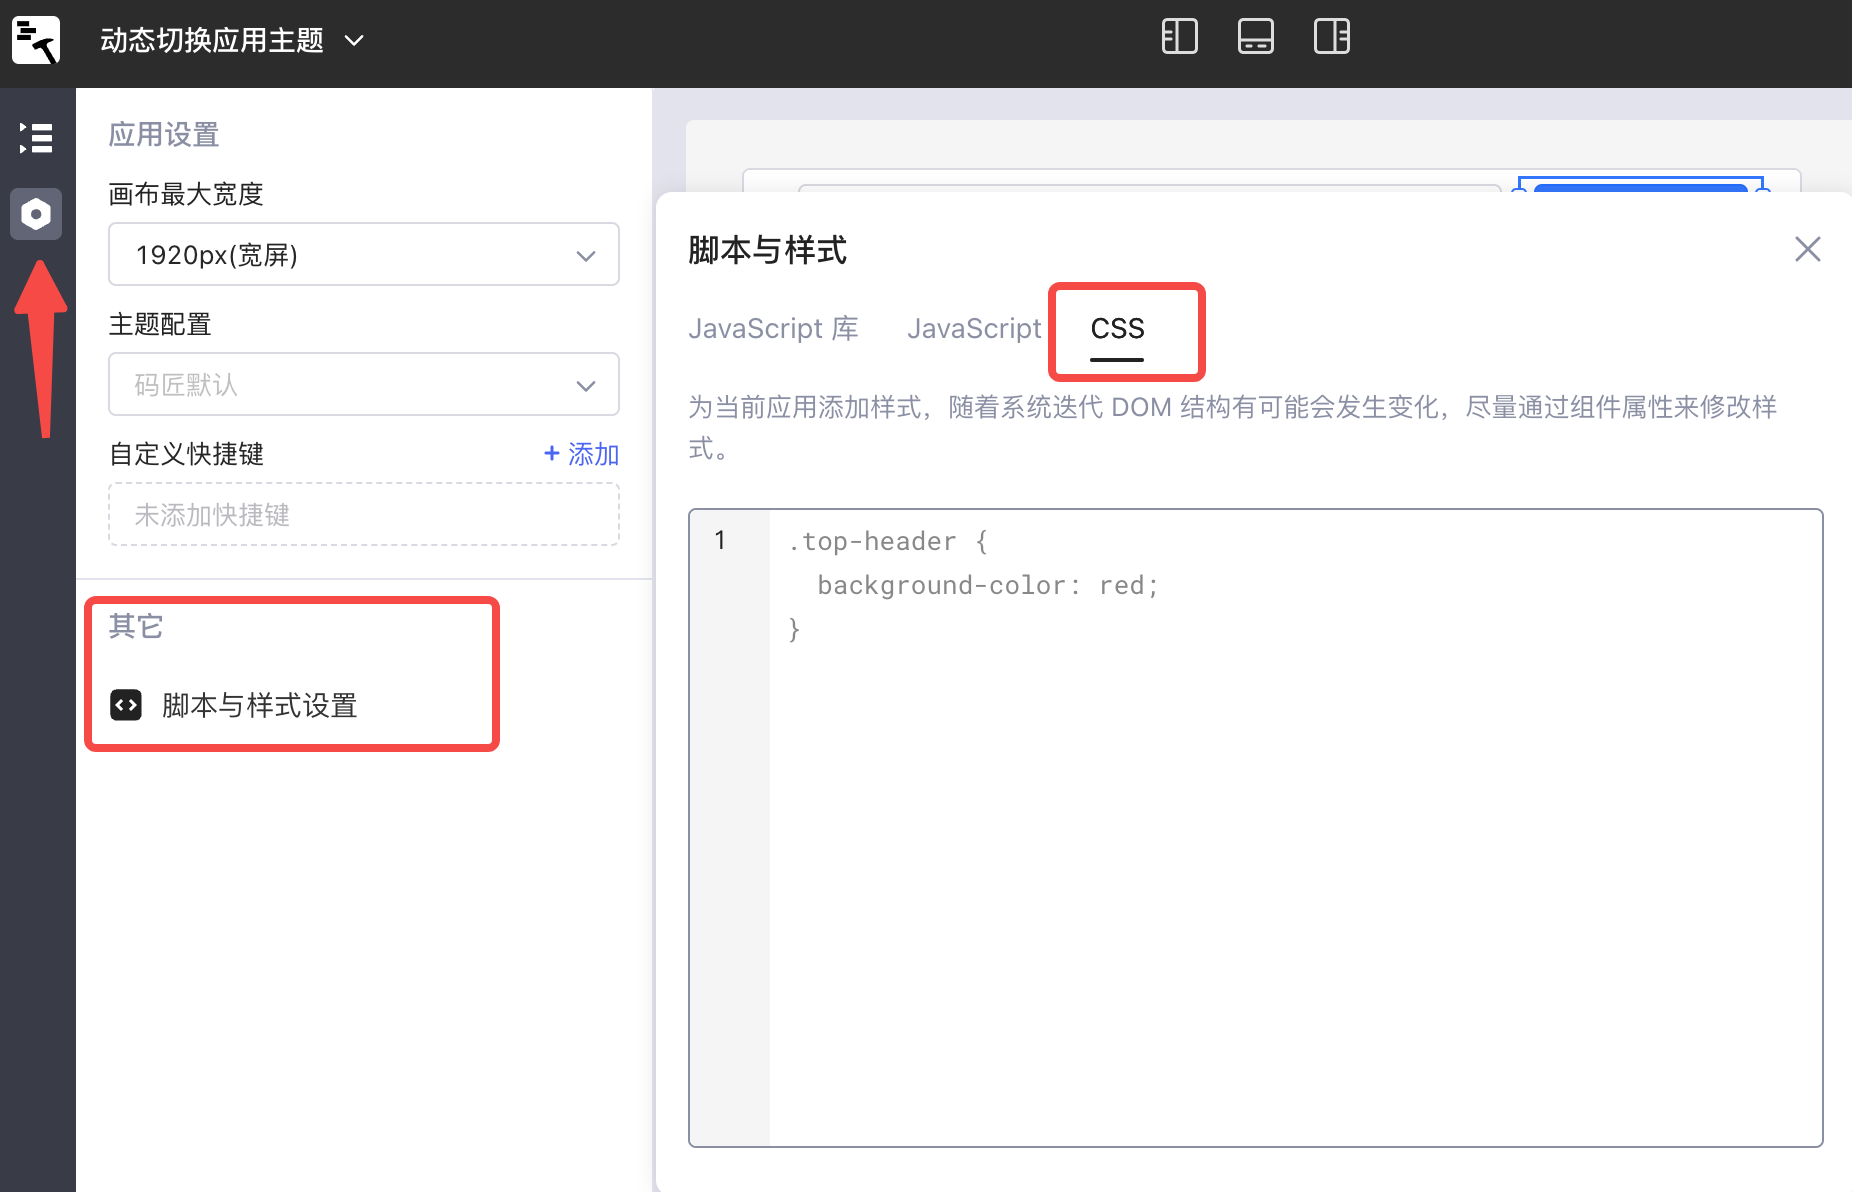 动态切换应用主题
应用设置
画布最大宽度
1920px(宽屏)
主题配置
码匠默认
自定义快捷键
+ 添加
未添加快捷键
其它
脚本与样式设置
脚本与样式
JavaScript 库
JavaScript
CSS
为当前应用添加样式，随着系统迭代 DOM 结构有可能会发生变化，尽量通过组件属性来修改样
式。
1
.top-header {
  background-color: red;
}